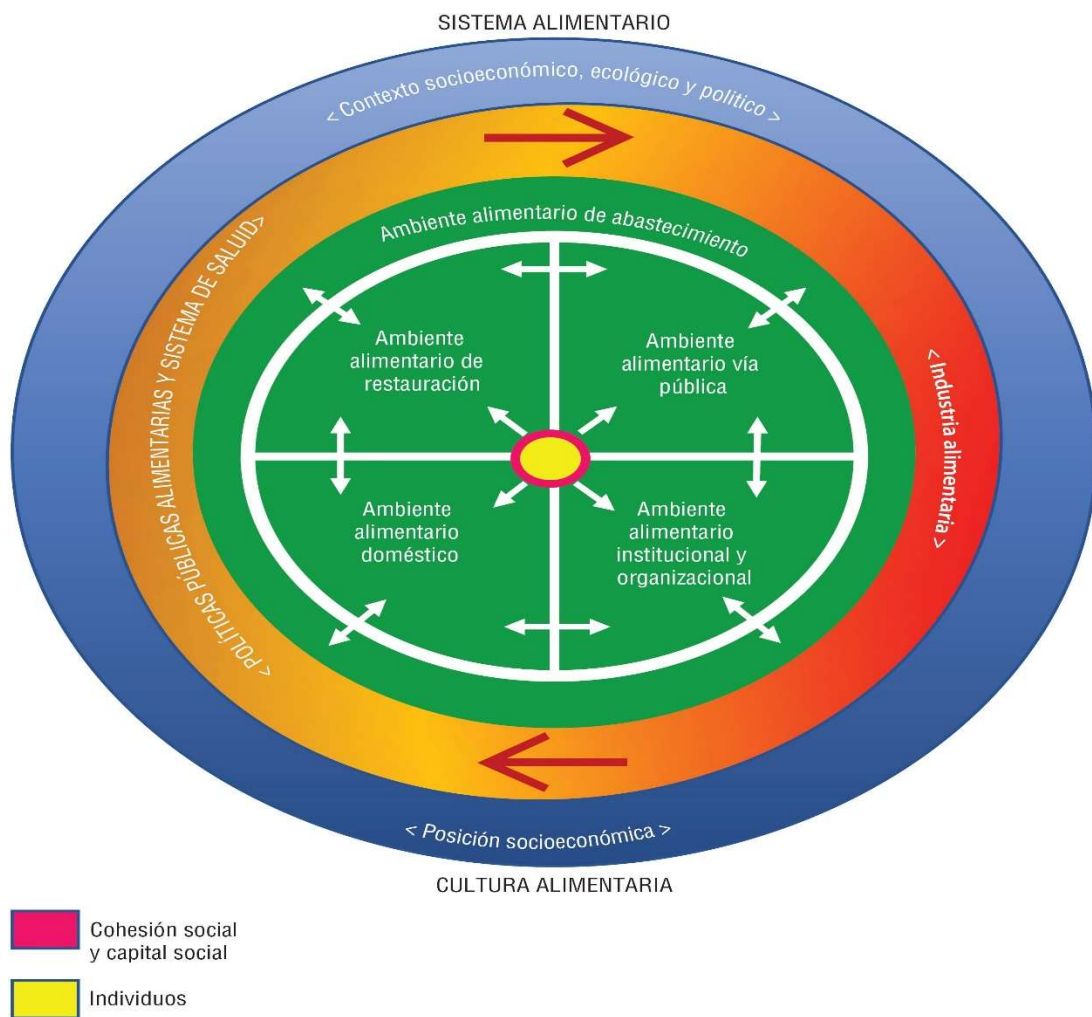 SISTEMA ALIMENTARIO
< Contexto socioeconómico, ecológico y político >
< POLÍTICAS PÚBLICAS ALIMENTARIAS Y SISTEMA DE SALUID>
Ambiente alimentario de abastecimiento
Ambiente
alimentario de
restauración
Ambiente
alimentario vía
pública
< Industria alimentaria >
Ambiente
alimentario
doméstico
Ambiente
alimentario
institucional y
organizacional
< Posición socioeconómica >
CULTURA ALIMENTARIA
Cohesión social
y capital social
Individuos